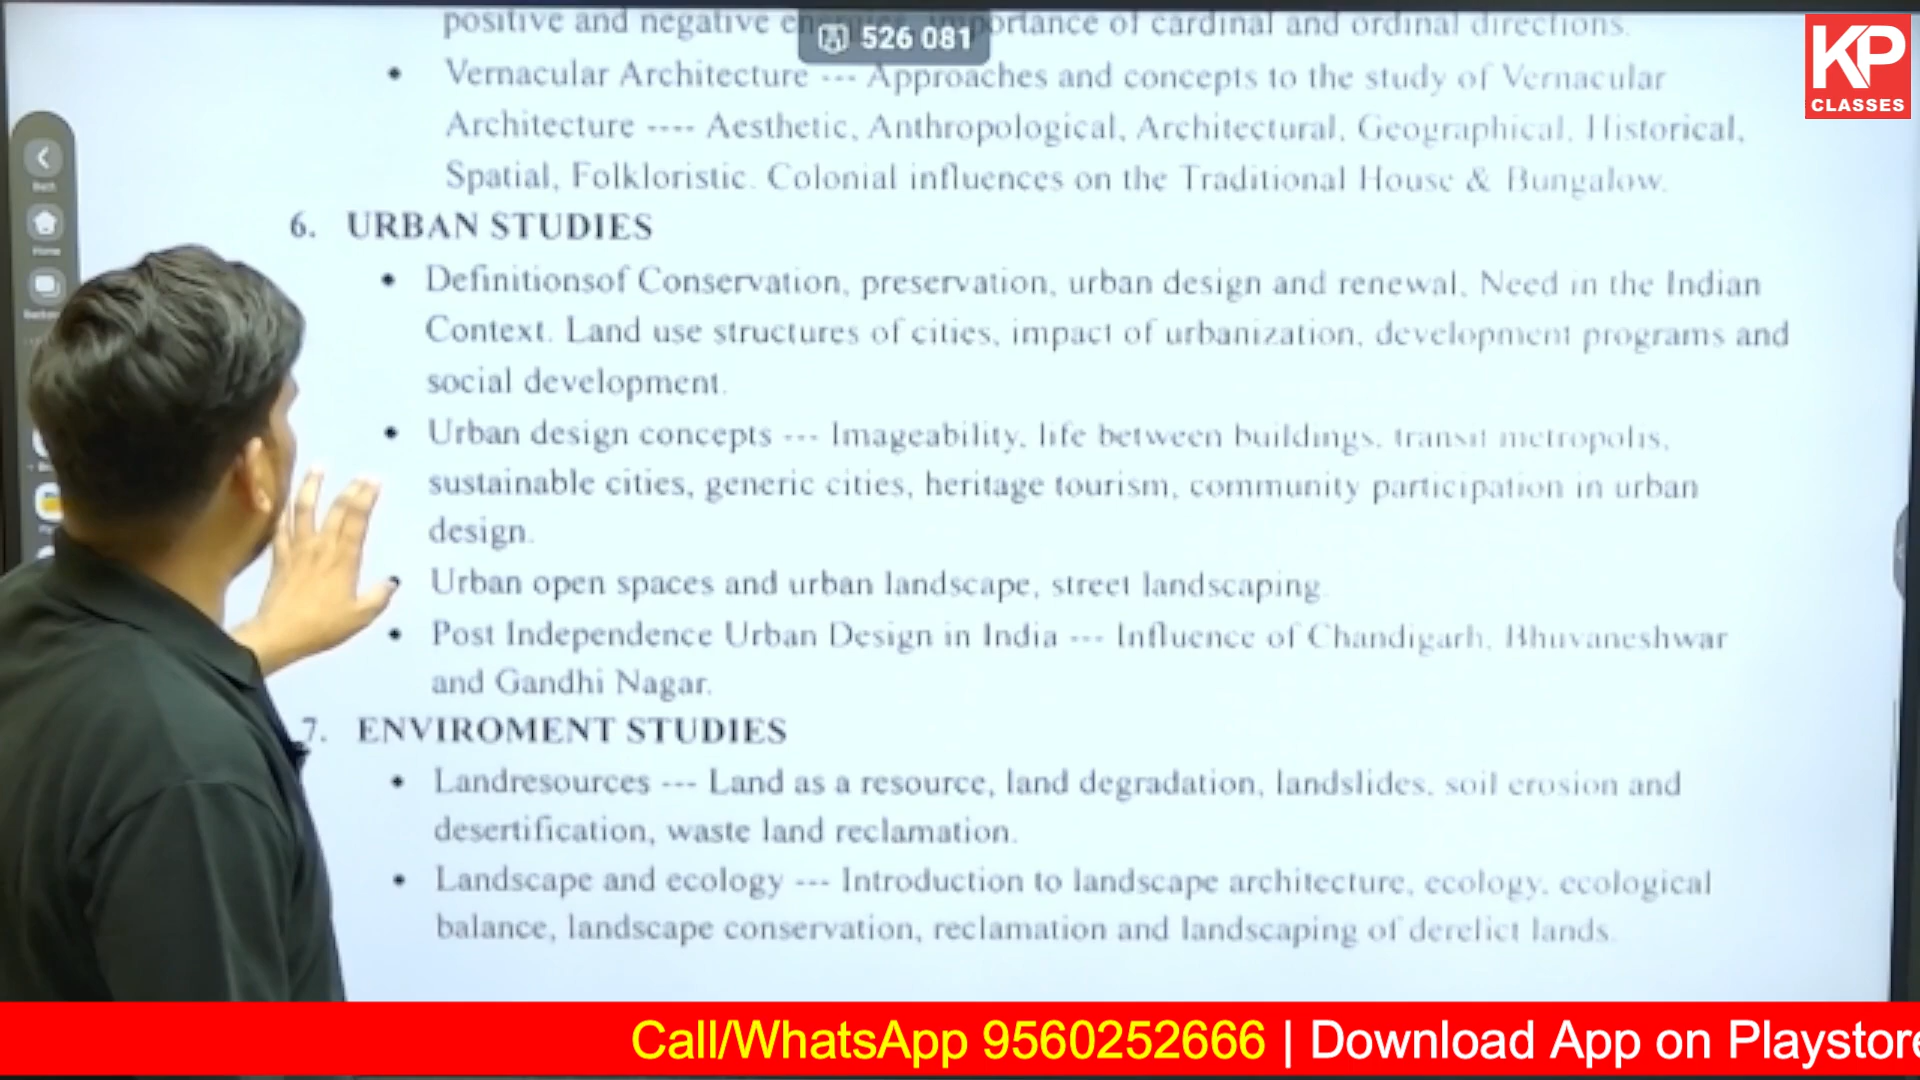 positive and negative importance of cardinal and ordinal directions.
526 081
KP
CLASSES
• Vernacular Architecture --- Approaches and concepts to the study of Vernacular
Architecture ---- Aesthetic, Anthropological, Architectural, Geographical, Historical,
Spatial, Folkloristic. Colonial influences on the Traditional House & Bungalow.
Back
Home
6. URBAN STUDIES
• Definitionsof Conservation, preservation, urban design and renewal, Need in the Indian
Context. Land use structures of cities, impact of urbanization, development programs and
social development.
• Urban design concepts --- Imageability, life between buildings, transit metropolis,
sustainable cities, generic cities, heritage tourism, community participation in urban
design.
• Urban open spaces and urban landscape, street landscaping.
• Post Independence Urban Design in India --- Influence of Chandigarh, Bhuvaneshwar
and Gandhi Nagar.
7. ENVIROMENT STUDIES
• Landresources --- Land as a resource, land degradation, landslides, soil erosion and
desertification, waste land reclamation.
• Landscape and ecology --- Introduction to landscape architecture, ecology, ecological
balance, landscape conservation, reclamation and landscaping of derelict lands.
Call/WhatsApp 9560252666 | Download App on Playstore